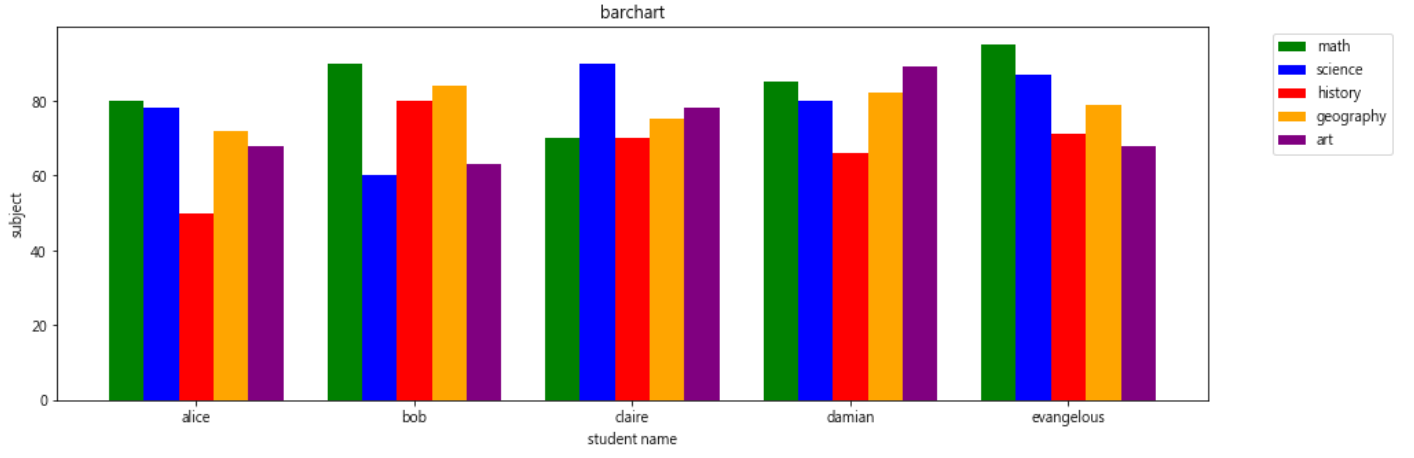 barchart
math
science
history
geography
art
80
60
40
20
0
subject
alice bob claire damian evangelous
student name